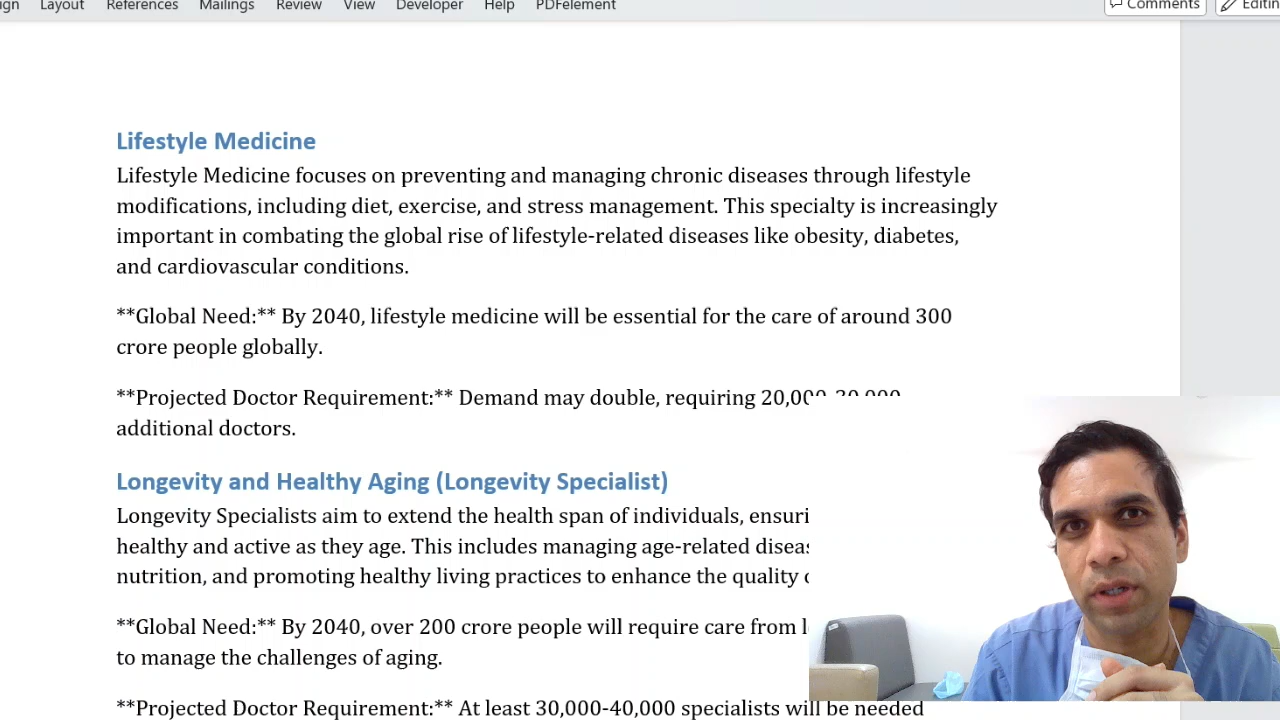 Layout References Mailings Review View Developer Help PDFelement Comments
Lifestyle Medicine
Lifestyle Medicine focuses on preventing and managing chronic diseases through lifestyle
modifications, including diet, exercise, and stress management. This specialty is increasingly
important in combating the global rise of lifestyle-related diseases like obesity, diabetes,
and cardiovascular conditions.
**Global Need:** By 2040, lifestyle medicine will be essential for the care of around 300
crore people globally.
**Projected Doctor Requirement:** Demand may double, requiring 20,000-30,000
additional doctors.
Longevity and Healthy Aging (Longevity Specialist)
Longevity Specialists aim to extend the health span of individuals, ensuri
healthy and active as they age. This includes managing age-related
nutrition, and promoting healthy living practices to enhance the quality
**Global Need:** By 2040, over 200 crore people will require care from
to manage the challenges of aging.
**Projected Doctor Requirement:** At least 30,000-40,000 specialists will be needed